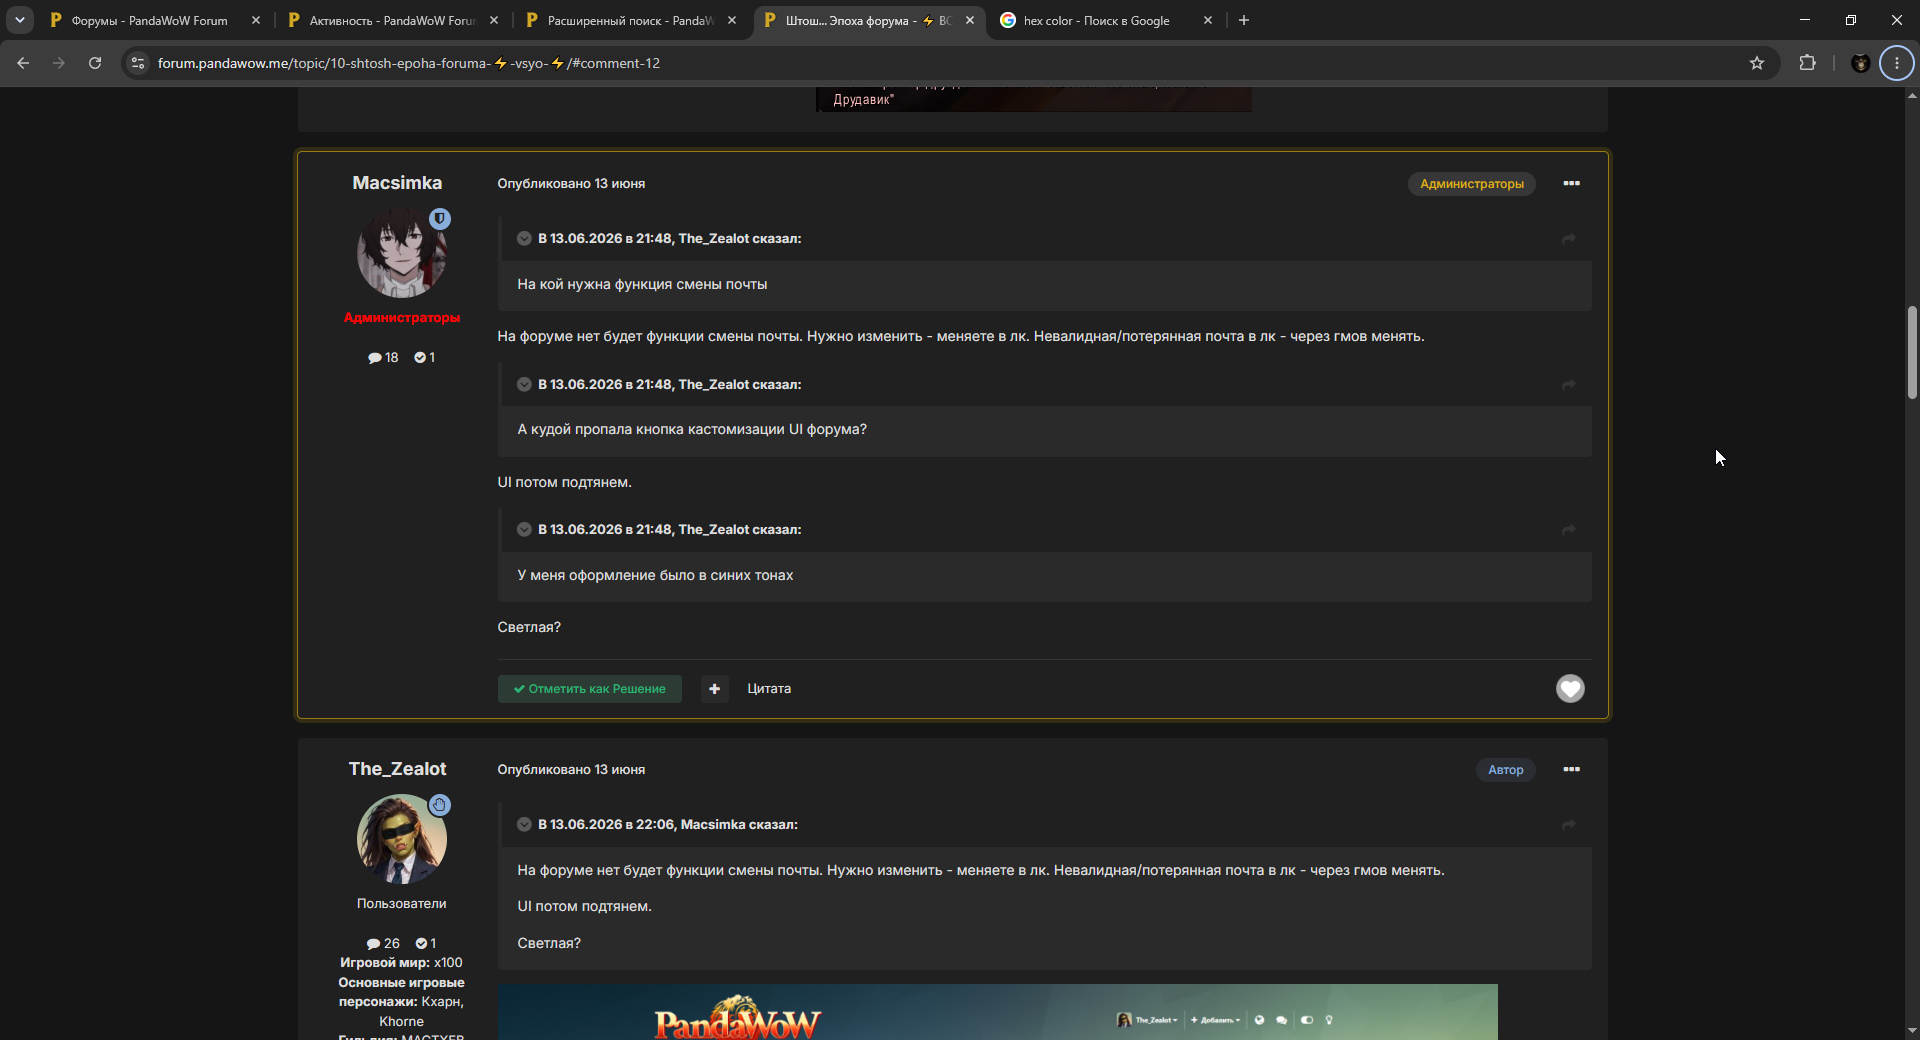 Форумы - PandaWoW Forum
Активность - PandaWoW Forum
Расширенный поиск - PandaW
Штош... Эпоха форума - ⚡ ВС
hex color - Поиск в Google
forum.pandawow.me/topic/10-shtosh-epoha-foruma-⚡-vsyo-⚡/#comment-12
Друдавик"
Macsimka
Опубликовано 13 июня
Администраторы
В 13.06.2026 в 21:48, The_Zealot сказал:
На кой нужна функция смены почты
Администраторы
18 1
На форуме нет будет функции смены почты. Нужно изменить - меняете в лк. Невалидная/потерянная почта в лк - через гмов менять.
В 13.06.2026 в 21:48, The_Zealot сказал:
А кудой пропала кнопка кастомизации UI форума?
UI потом подтянем.
В 13.06.2026 в 21:48, The_Zealot сказал:
У меня оформление было в синих тонах
Светлая?
Отметить как Решение
Цитата
The_Zealot
Опубликовано 13 июня
Автор
В 13.06.2026 в 22:06, Macsimka сказал:
На форуме нет будет функции смены почты. Нужно изменить - меняете в лк. Невалидная/потерянная почта в лк - через гмов менять.
UI потом подтянем.
Светлая?
Пользователи
26 1
Игровой мир: x100
Основные игровые
персонажи: Кхарн,
Khorne
Гильдия: МАСТХЕВ
PandaWoW
The_Zealot
+ Добавить